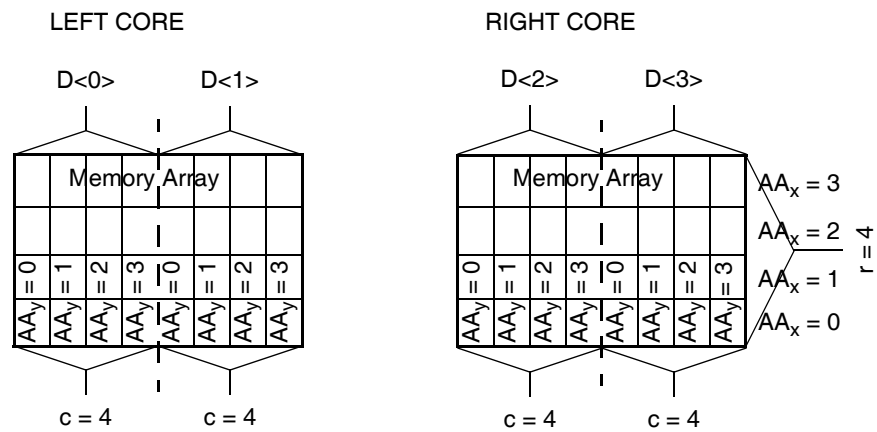 LEFT CORE
RIGHT CORE
D<0>
D<1>
D<2>
D<3>
Memory Array
Memory Array
AAx = 3
AAx = 2
AAx = 1
AAx = 0
r = 4
AAy = 0
AAy = 1
AAy = 2
AAy = 3
AAy = 0
AAy = 1
AAy = 2
AAy = 3
AAy = 0
AAy = 1
AAy = 2
AAy = 3
AAy = 0
AAy = 1
AAy = 2
AAy = 3
c = 4
c = 4
c = 4
c = 4